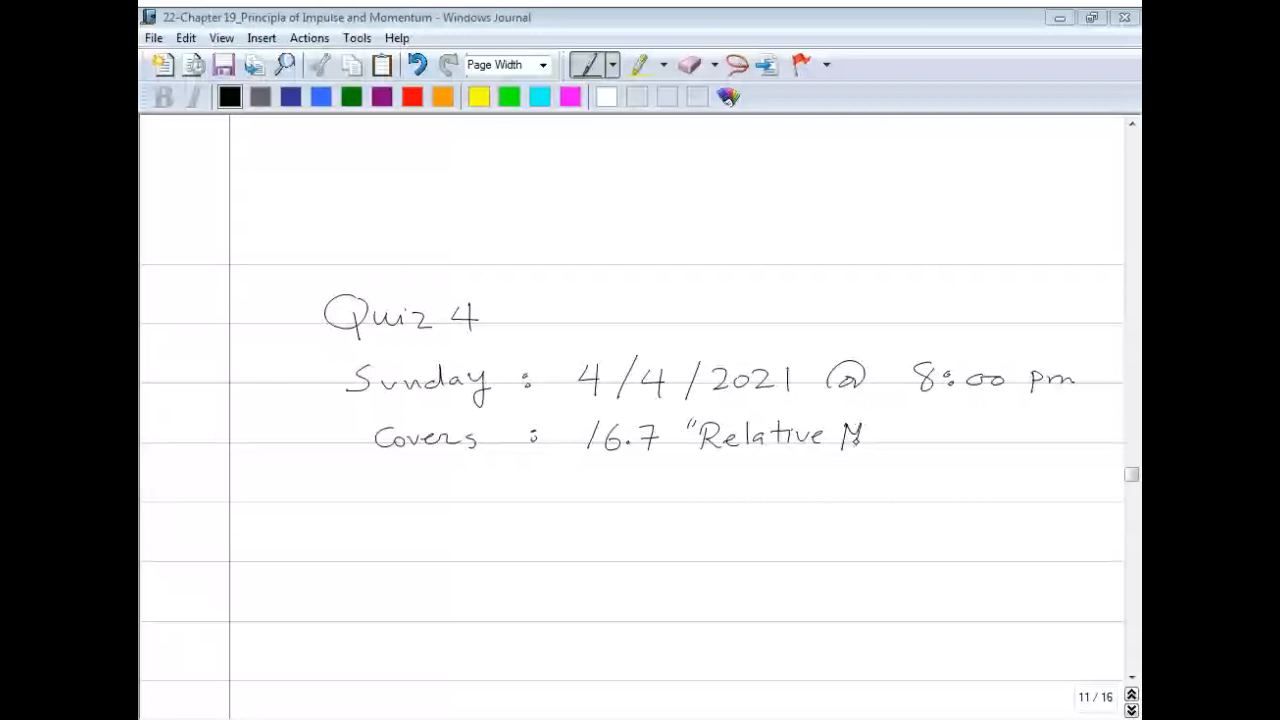 22-Chapter 19_Principla of Impulse and Momentum - Windows Journal
File Edit View Insert Actions Tools Help
Page Width
B I
Quiz 4
Sunday : 4/4/2021 @ 8:00 pm
Covers : 16.7 "Relative M
11 / 16